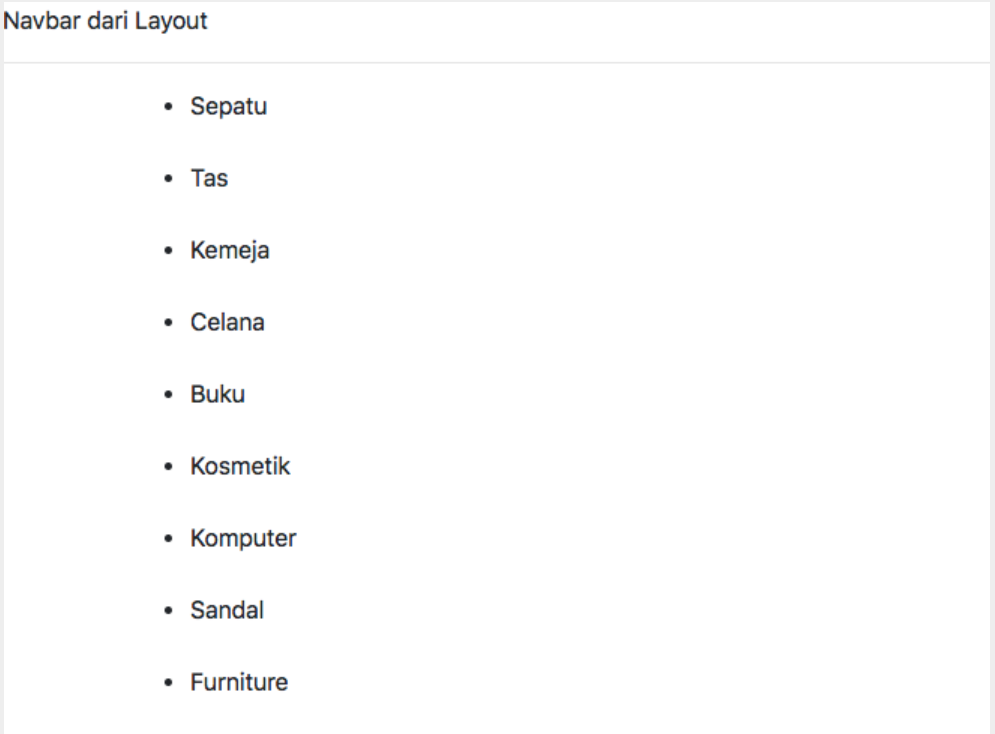 Navbar dari Layout
• Sepatu
• Tas
• Kemeja
• Celana
• Buku
• Kosmetik
• Komputer
• Sandal
• Furniture